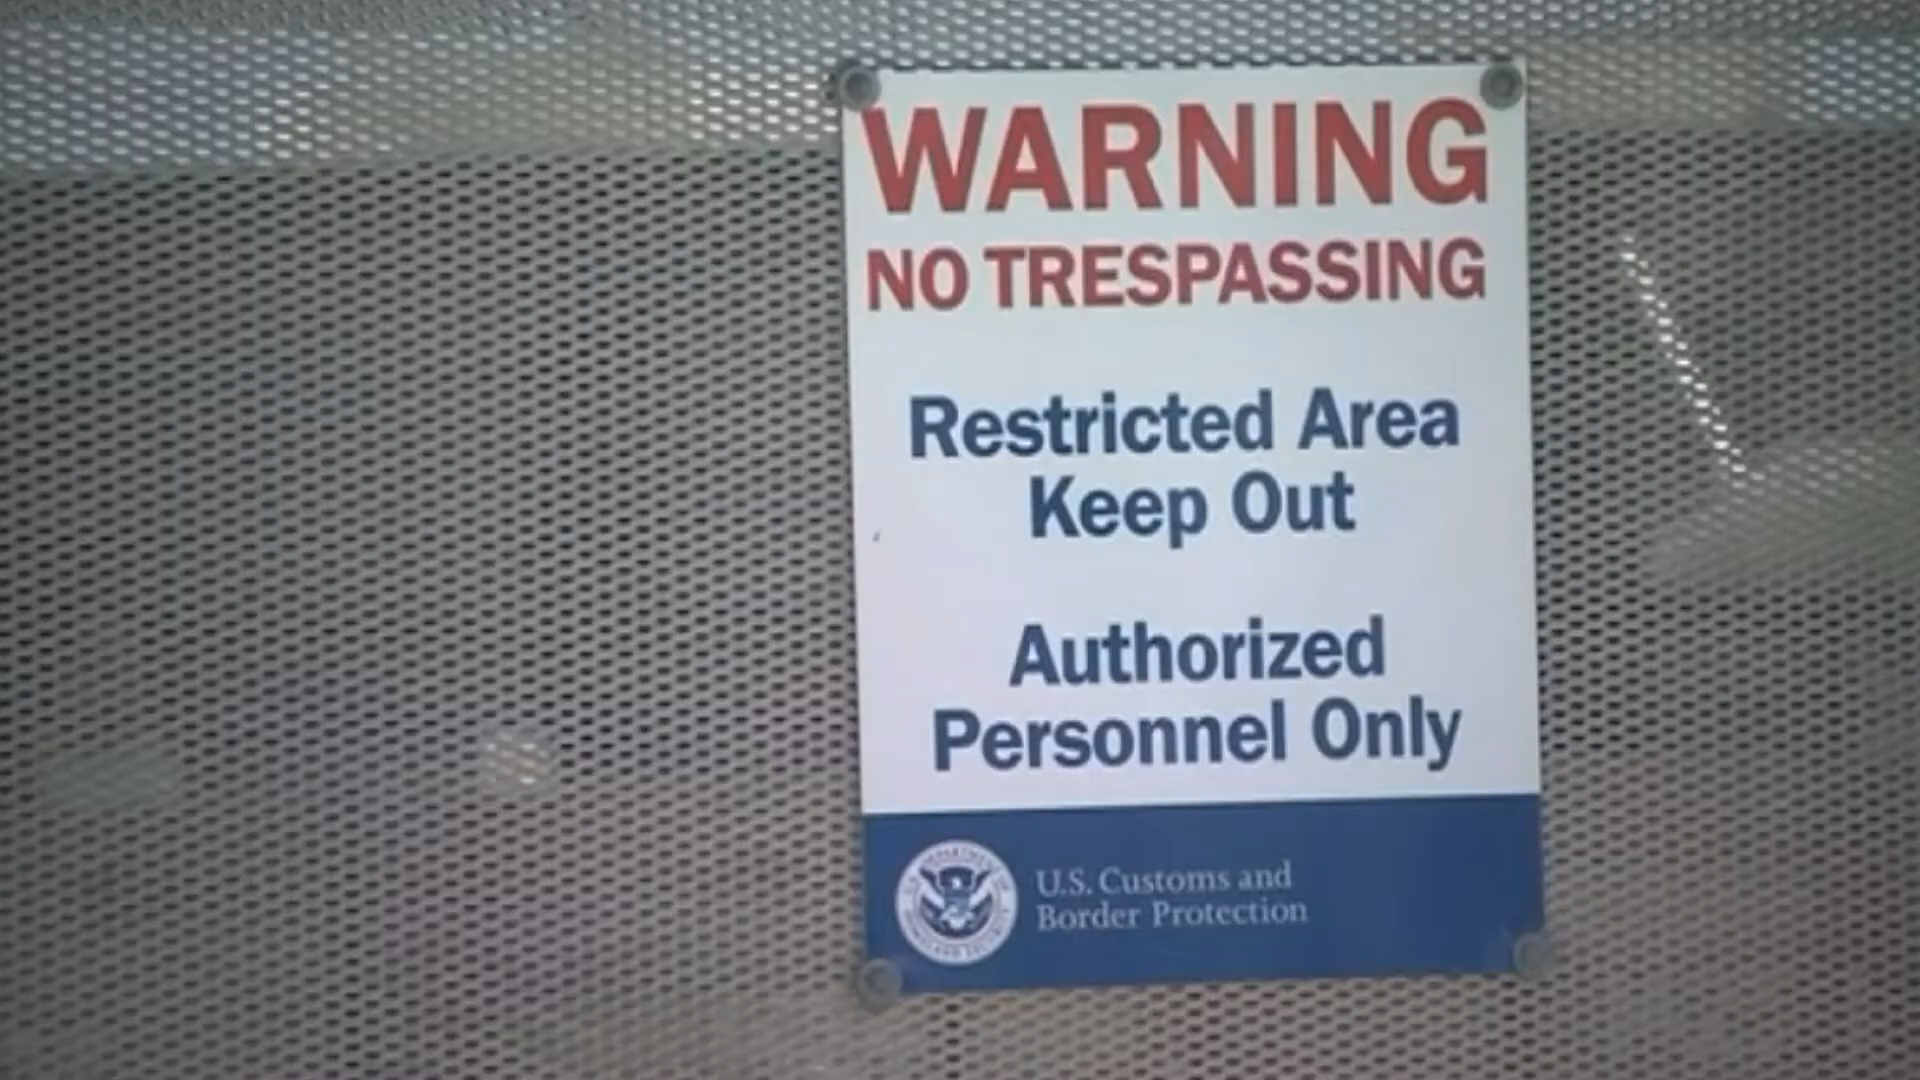 WARNING
NO TRESPASSING
Restricted Area
Keep Out
Authorized
Personnel Only
U.S. Customs and
Border Protection